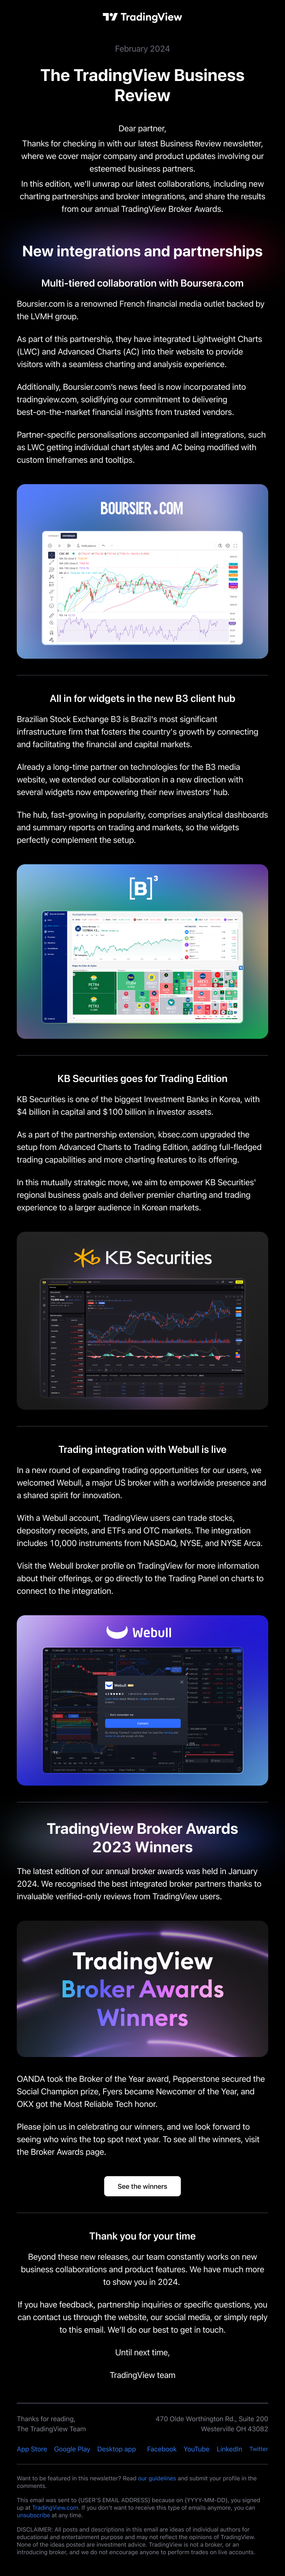 TradingView
February 2024
The TradingView Business
Review
Dear partner,
Thanks for checking in with our latest Business Review newsletter,
where we cover major company and product updates involving our
esteemed business partners.
In this edition, we'll unwrap our latest collaborations, including new
charting partnerships and broker integrations, and share the results
from our annual TradingView Broker Awards.
New integrations and partnerships
Multi-tiered collaboration with Boursera.com
Boursier.com is a renowned French financial media outlet backed by
the LVMH group.
As part of this partnership, they have integrated Lightweight Charts
(LWC) and Advanced Charts (AC) into their website to provide
visitors with a seamless charting and analysis experience.
Additionally, Boursier.com's news feed is now incorporated into
tradingview.com, solidifying our commitment to delivering
best-on-the-market financial insights from trusted vendors.
Partner-specific personalisations accompanied all integrations, such
as LWC getting individual chart styles and AC being modified with
custom timeframes and tooltips.
BOURSIER.COM
All in for widgets in the new B3 client hub
Brazilian Stock Exchange B3 is Brazil's most significant
infrastructure firm that fosters the country's growth by connecting
and facilitating the financial and capital markets.
Already a long-time partner on technologies for the B3 media
website, we extended our collaboration in a new direction with
several widgets now empowering their new investors' hub.
The hub, fast-growing in popularity, comprises analytical dashboards
and summary reports on trading and markets, so the widgets
perfectly complement the setup.
[B]³
PETR4
PETR3
KB Securities goes for Trading Edition
KB Securities is one of the biggest Investment Banks in Korea, with
$4 billion in capital and $100 billion in investor assets.
As a part of the partnership extension, kbsec.com upgraded the
setup from Advanced Charts to Trading Edition, adding full-fledged
trading capabilities and more charting features to its offering.
In this mutually strategic move, we aim to empower KB Securities'
regional business goals and deliver premier charting and trading
experience to a larger audience in Korean markets.
KB Securities
Trading integration with Webull is live
In a new round of expanding trading opportunities for our users, we
welcomed Webull, a major US broker with a worldwide presence and
a shared spirit for innovation.
With a Webull account, TradingView users can trade stocks,
depository receipts, and ETFs and OTC markets. The integration
includes 10,000 instruments from NASDAQ, NYSE, and NYSE Arca.
Visit the Webull broker profile on TradingView for more information
about their offerings, or go directly to the Trading Panel on charts to
connect to the integration.
Webull
Webull
Connect
TradingView Broker Awards
2023 Winners
The latest edition of our annual broker awards was held in January
2024. We recognised the best integrated broker partners thanks to
invaluable verified-only reviews from TradingView users.
TradingView
Broker Awards
Winners
OANDA took the Broker of the Year award, Pepperstone secured the
Social Champion prize, Fyers became Newcomer of the Year, and
OKX got the Most Reliable Tech honor.
Please join us in celebrating our winners, and we look forward to
seeing who wins the top spot next year. To see all the winners, visit
the Broker Awards page.
See the winners
Thank you for your time
Beyond these new releases, our team constantly works on new
business collaborations and product features. We have much more
to show you in 2024.
If you have feedback, partnership inquiries or specific questions, you
can contact us through the website, our social media, or simply reply
to this email. We'll do our best to get in touch.
Until next time,
TradingView team
Thanks for reading,
The TradingView Team
470 Olde Worthington Rd., Suite 200
Westerville OH 43082
App Store Google Play Desktop app Facebook YouTube LinkedIn Twitter
Want to be featured in this newsletter? Read our guidelines and submit your profile in the
comments.
This email was sent to {USER'S EMAIL ADDRESS} because on {YYYY-MM-DD}, you signed
up at TradingView.com. If you don't want to receive this type of emails anymore, you can
unsubscribe at any time.
DISCLAIMER: All posts and descriptions in this email are ideas of individual authors for
educational and entertainment purpose and may not reflect the opinions of TradingView.
None of the ideas posted are investment advice. TradingView is not a broker, or an
introducing broker, and we do not encourage anyone to perform trades on live accounts.